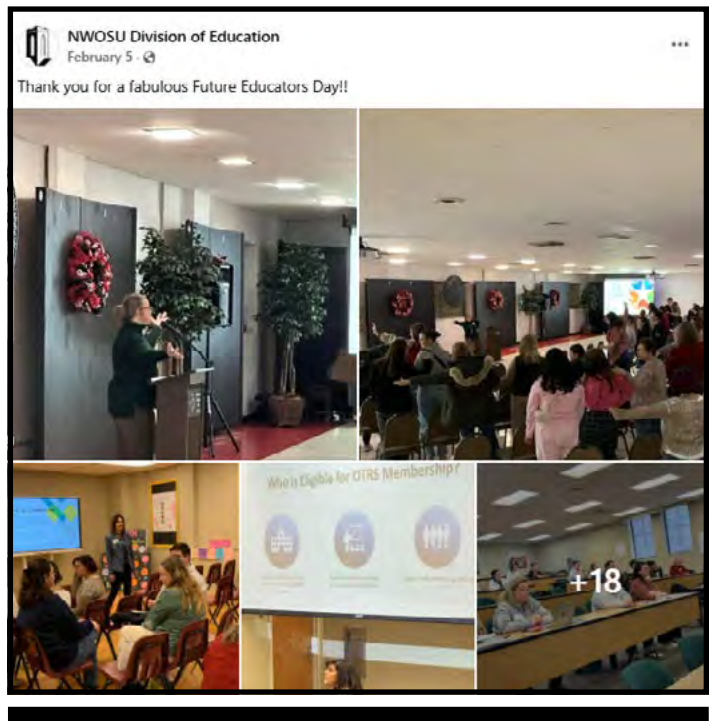 NWOSU Division of Education
February 5 ·
Thank you for a fabulous Future Educators Day!!
Who is Eligible for OTRS Membership?
+18